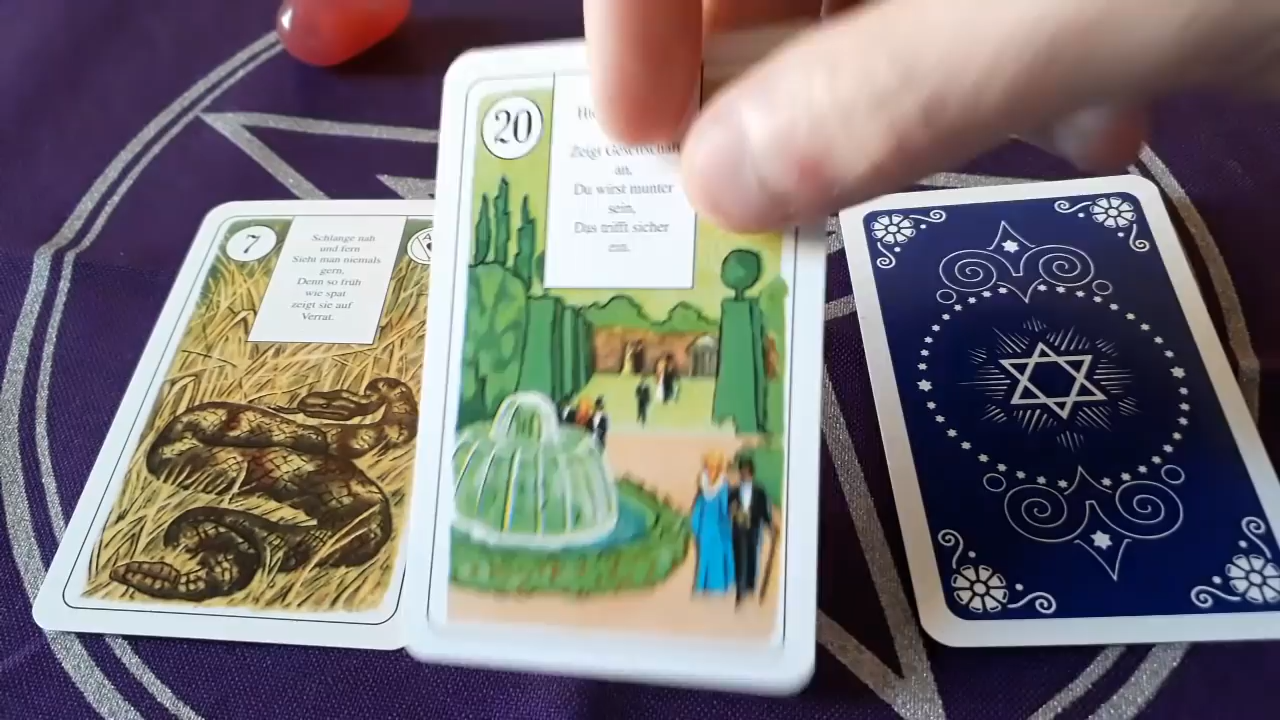 7
A
Schlange nah
und fern
Sieht man niemals
gern,
Denn so früh
wie spat
zeigt sie auf
Verrat.
20
Zeigt Gesellschaft
an,
Du wirst munter
sein,
Das trifft sicher
ein.